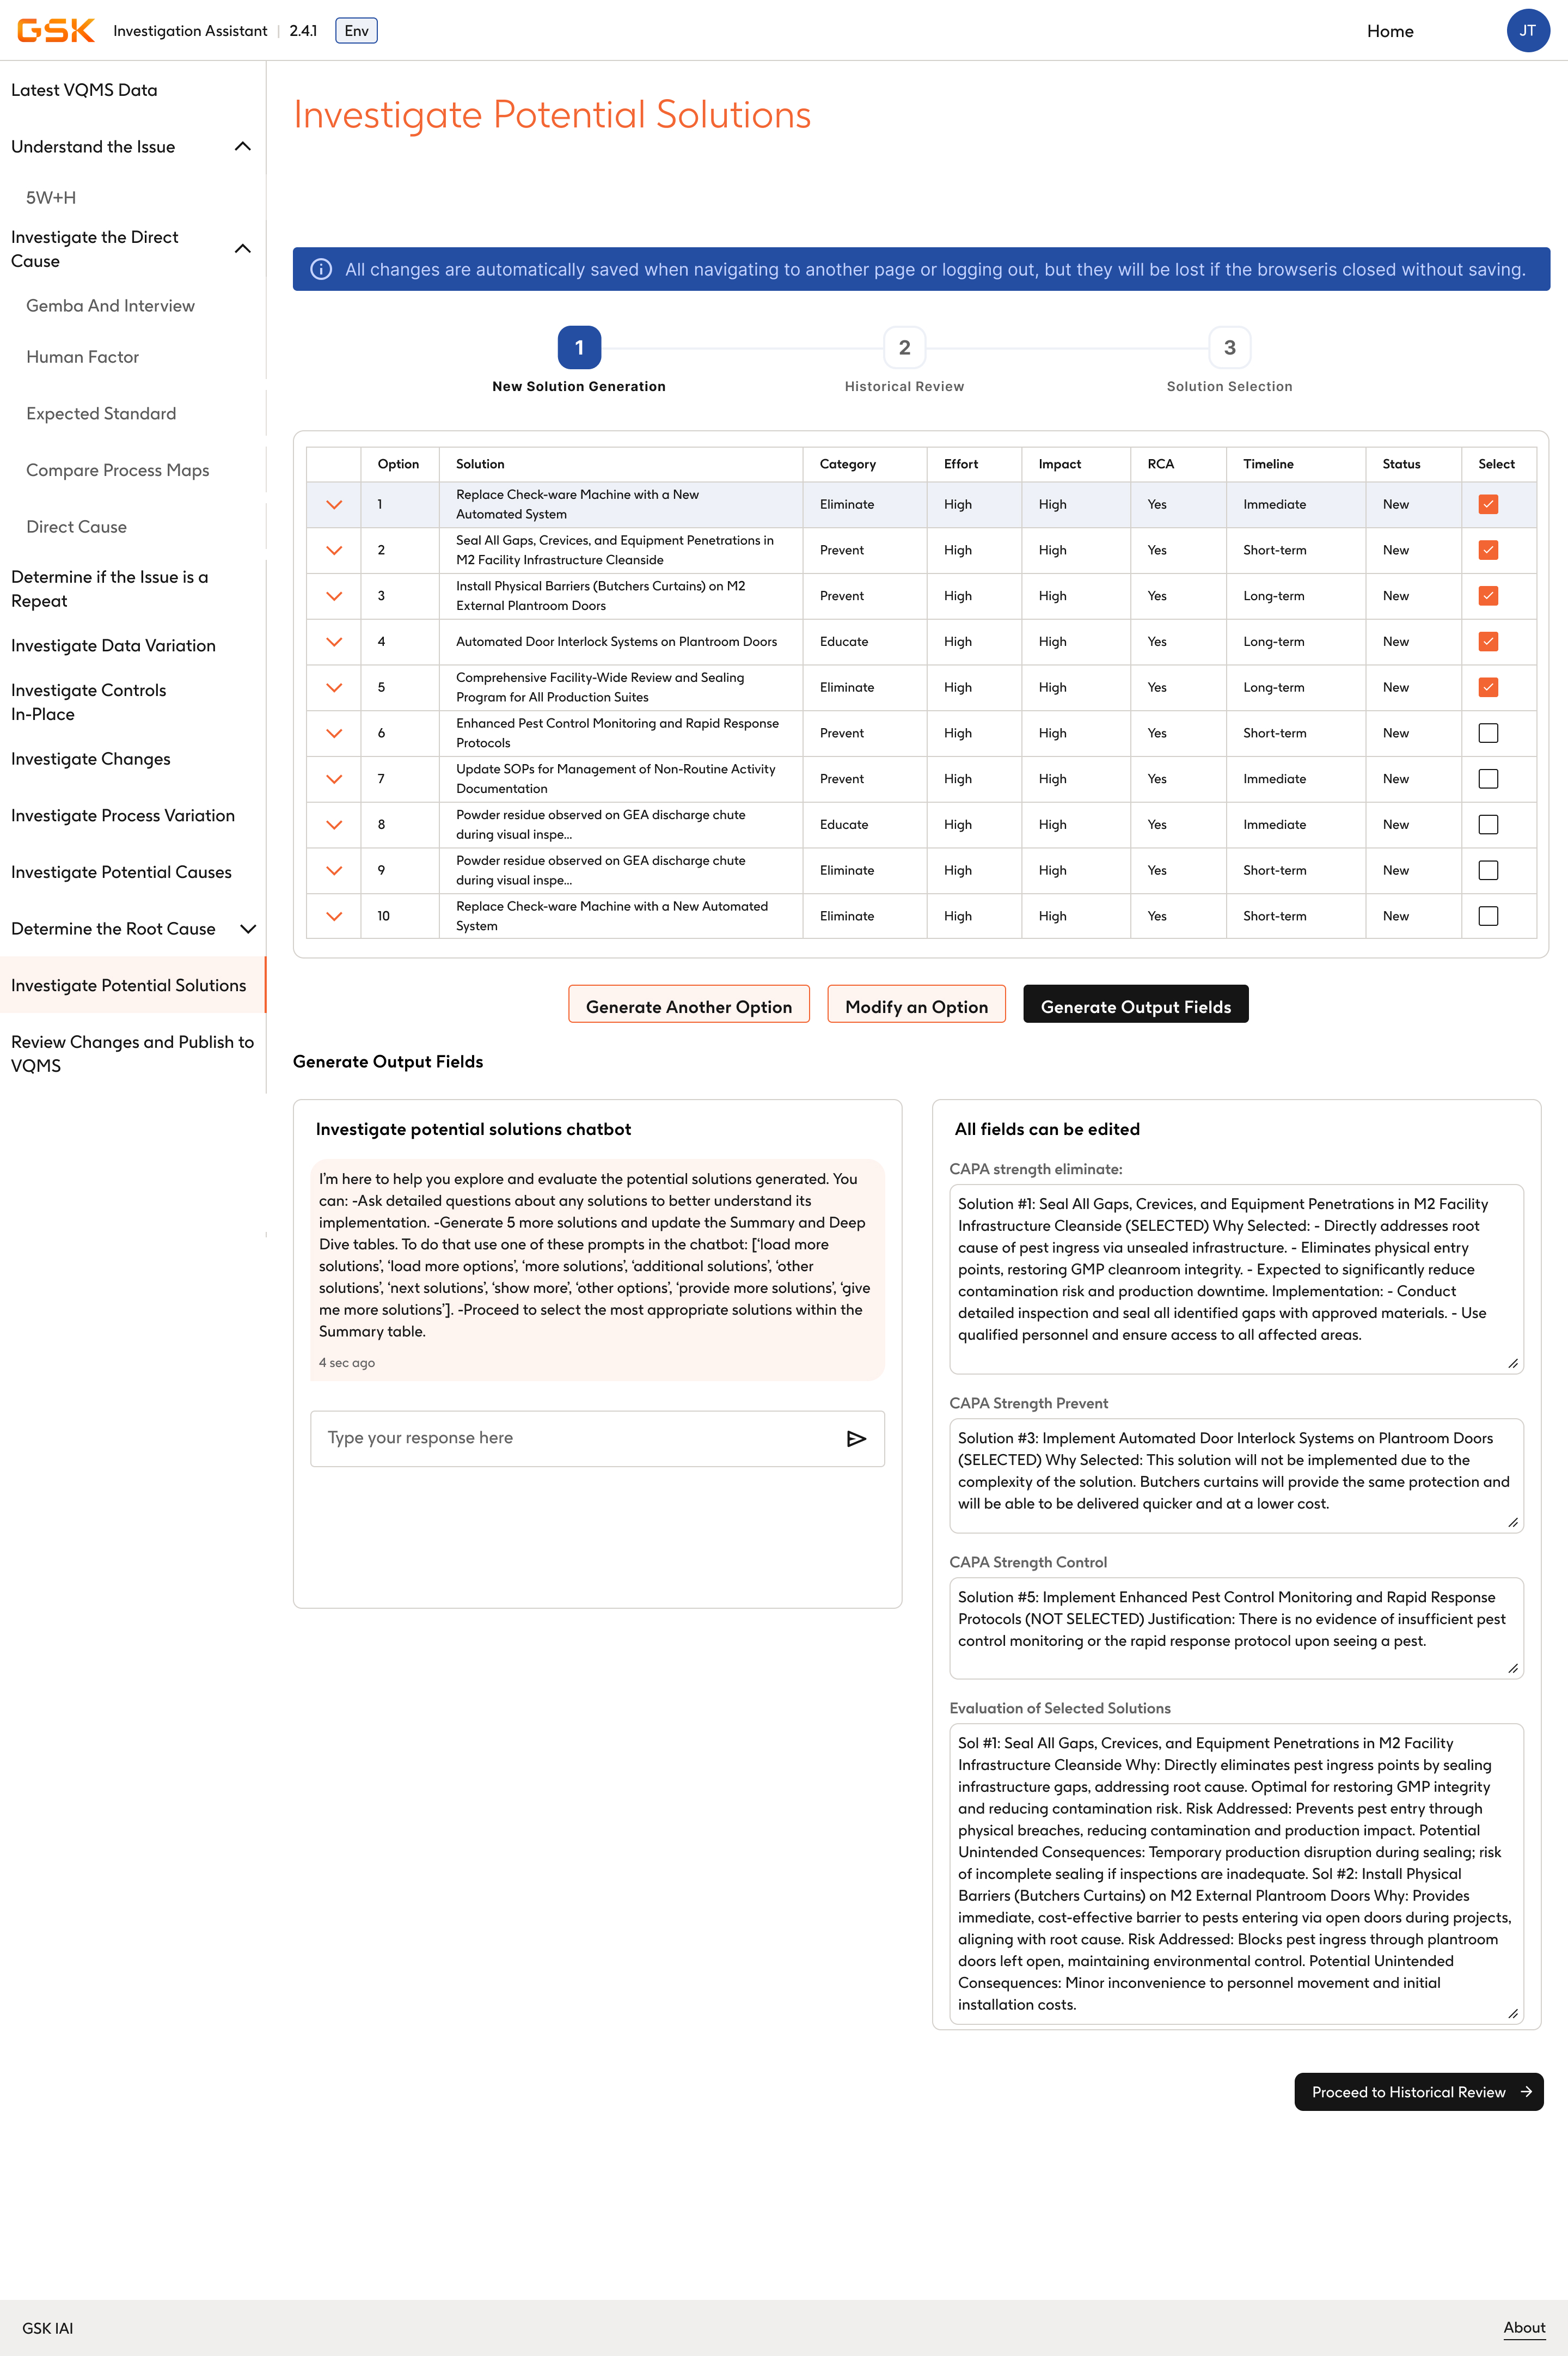 GSK Investigation Assistant | 2.4.1 Env Home JT
Latest VQMS Data
Understand the Issue
5W+H
Investigate the Direct
Cause
Gemba And Interview
Human Factor
Expected Standard
Compare Process Maps
Direct Cause
Determine if the Issue is a
Repeat
Investigate Data Variation
Investigate Controls
In-Place
Investigate Changes
Investigate Process Variation
Investigate Potential Causes
Determine the Root Cause
Investigate Potential Solutions
Review Changes and Publish to
VQMS
Investigate Potential Solutions
All changes are automatically saved when navigating to another page or logging out, but they will be lost if the browseris closed without saving.
1 2 3
New Solution Generation Historical Review Solution Selection
Option Solution Category Effort Impact RCA Timeline Status Select
1 Replace Check-ware Machine with a New
Automated System Eliminate High High Yes Immediate New
2 Seal All Gaps, Crevices, and Equipment Penetrations in
M2 Facility Infrastructure Cleanside Prevent High High Yes Short-term New
3 Install Physical Barriers (Butchers Curtains) on M2
External Plantroom Doors Prevent High High Yes Long-term New
4 Automated Door Interlock Systems on Plantroom Doors Educate High High Yes Long-term New
5 Comprehensive Facility-Wide Review and Sealing
Program for All Production Suites Eliminate High High Yes Long-term New
6 Enhanced Pest Control Monitoring and Rapid Response
Protocols Prevent High High Yes Short-term New
7 Update SOPs for Management of Non-Routine Activity
Documentation Prevent High High Yes Immediate New
8 Powder residue observed on GEA discharge chute
during visual inspe... Educate High High Yes Immediate New
9 Powder residue observed on GEA discharge chute
during visual inspe... Eliminate High High Yes Short-term New
10 Replace Check-ware Machine with a New Automated
System Eliminate High High Yes Short-term New
Generate Another Option Modify an Option Generate Output Fields
Generate Output Fields
Investigate potential solutions chatbot
I'm here to help you explore and evaluate the potential solutions generated. You
can: -Ask detailed questions about any solutions to better understand its
implementation. -Generate 5 more solutions and update the Summary and Deep
Dive tables. To do that use one of these prompts in the chatbot: ['load more
solutions', 'load more options', 'more solutions', 'additional solutions', 'other
solutions', 'next solutions', 'show more', 'other options', 'provide more solutions', 'give
me more solutions']. -Proceed to select the most appropriate solutions within the
Summary table.
4 sec ago
Type your response here
All fields can be edited
CAPA strength eliminate:
Solution #1: Seal All Gaps, Crevices, and Equipment Penetrations in M2 Facility
Infrastructure Cleanside (SELECTED) Why Selected: - Directly addresses root
cause of pest ingress via unsealed infrastructure. - Eliminates physical entry
points, restoring GMP cleanroom integrity. - Expected to significantly reduce
contamination risk and production downtime. Implementation: - Conduct
detailed inspection and seal all identified gaps with approved materials. - Use
qualified personnel and ensure access to all affected areas.
CAPA Strength Prevent
Solution #3: Implement Automated Door Interlock Systems on Plantroom Doors
(SELECTED) Why Selected: This solution will not be implemented due to the
complexity of the solution. Butchers curtains will provide the same protection and
will be able to be delivered quicker and at a lower cost.
CAPA Strength Control
Solution #5: Implement Enhanced Pest Control Monitoring and Rapid Response
Protocols (NOT SELECTED) Justification: There is no evidence of insufficient pest
control monitoring or the rapid response protocol upon seeing a pest.
Evaluation of Selected Solutions
Sol #1: Seal All Gaps, Crevices, and Equipment Penetrations in M2 Facility
Infrastructure Cleanside Why: Directly eliminates pest ingress points by sealing
infrastructure gaps, addressing root cause. Optimal for restoring GMP integrity
and reducing contamination risk. Risk Addressed: Prevents pest entry through
physical breaches, reducing contamination and production impact. Potential
Unintended Consequences: Temporary production disruption during sealing; risk
of incomplete sealing if inspections are inadequate. Sol #2: Install Physical
Barriers (Butchers Curtains) on M2 External Plantroom Doors Why: Provides
immediate, cost-effective barrier to pests entering via open doors during projects,
aligning with root cause. Risk Addressed: Blocks pest ingress through plantroom
doors left open, maintaining environmental control. Potential Unintended
Consequences: Minor inconvenience to personnel movement and initial
installation costs.
Proceed to Historical Review
GSK IAI About